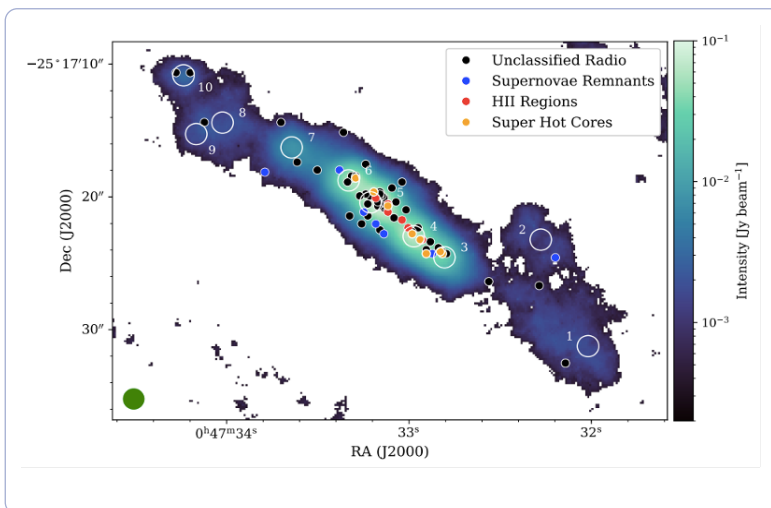 −25°17′10″
20″
30″
Dec (J2000)
0ʰ47ᵐ34ˢ
33ˢ
32ˢ
RA (J2000)
Unclassified Radio
Supernovae Remnants
HII Regions
Super Hot Cores
10
8
9
7
6
5
4
3
2
1
10⁻¹
10⁻²
10⁻³
Intensity [Jy beam⁻¹]